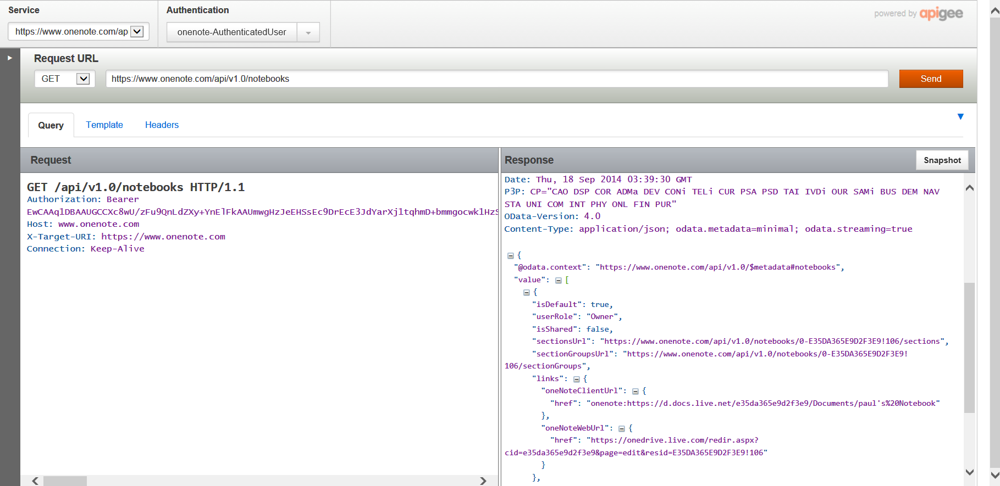 Service
Authentication
powered by apigee
https://www.onenote.com/ap
onenote-AuthenticatedUser
Request URL
GET
https://www.onenote.com/api/v1.0/notebooks
Send
Query
Template
Headers
Request
GET /api/v1.0/notebooks HTTP/1.1
Authorization: Bearer
EwCAAq1DBAAUGCCXc8wU/zFu9QnLdZXy+YnElFkAAUmwgHzJeEHSsEc9DrEcE3JdYarXjltqhmD+bmmgocwk1HzS
Host: www.onenote.com
X-Target-URI: https://www.onenote.com
Connection: Keep-Alive
Response
Snapshot
Date: Thu, 18 Sep 2014 03:39:30 GMT
P3P: CP="CAO DSP COR ADMa DEV CONi TELi CUR PSA PSD TAI IVDi OUR SAMi BUS DEM NAV
STA UNI COM INT PHY ONL FIN PUR"
OData-Version: 4.0
Content-Type: application/json; odata.metadata=minimal; odata.streaming=true
{
"@odata.context": "https://www.onenote.com/api/v1.0/$metadata#notebooks",
"value": [
{
"isDefault": true,
"userRole": "Owner",
"isShared": false,
"sectionsUrl": "https://www.onenote.com/api/v1.0/notebooks/0-E35DA365E9D2F3E9!106/sections",
"sectionGroupsUrl": "https://www.onenote.com/api/v1.0/notebooks/0-E35DA365E9D2F3E9!
106/sectionGroups",
"links": {
"oneNoteClientUrl": {
"href": "onenote:https://d.docs.live.net/e35da365e9d2f3e9/Documents/paul's%20Notebook"
},
"oneNoteWebUrl": {
"href": "https://onedrive.live.com/redir.aspx?
cid=e35da365e9d2f3e9&page=edit&resid=E35DA365E9D2F3E9!106"
}
},